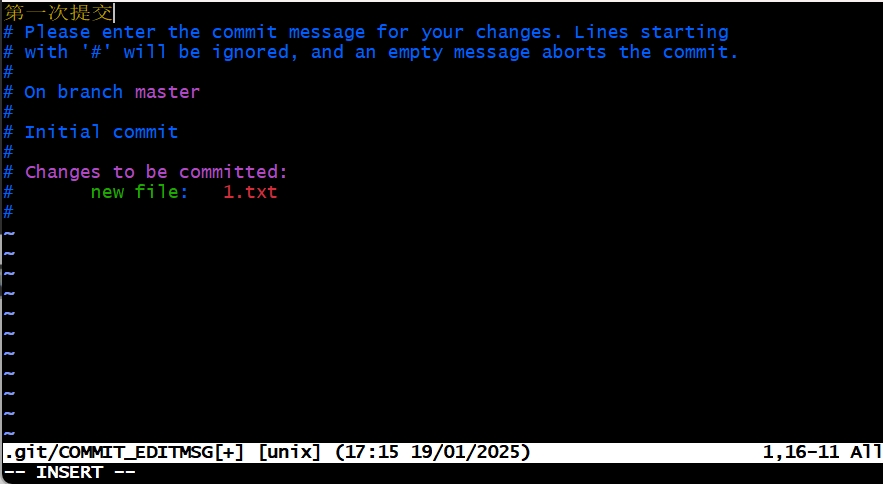 第一次提交
# Please enter the commit message for your changes. Lines starting
# with '#' will be ignored, and an empty message aborts the commit.
#
# On branch master
#
# Initial commit
#
# Changes to be committed:
#       new file:   1.txt
#
~
~
~
~
~
~
~
~
~
~
~
.git/COMMIT_EDITMSG[+] [unix] (17:15 19/01/2025) 1,16-11 All
-- INSERT --